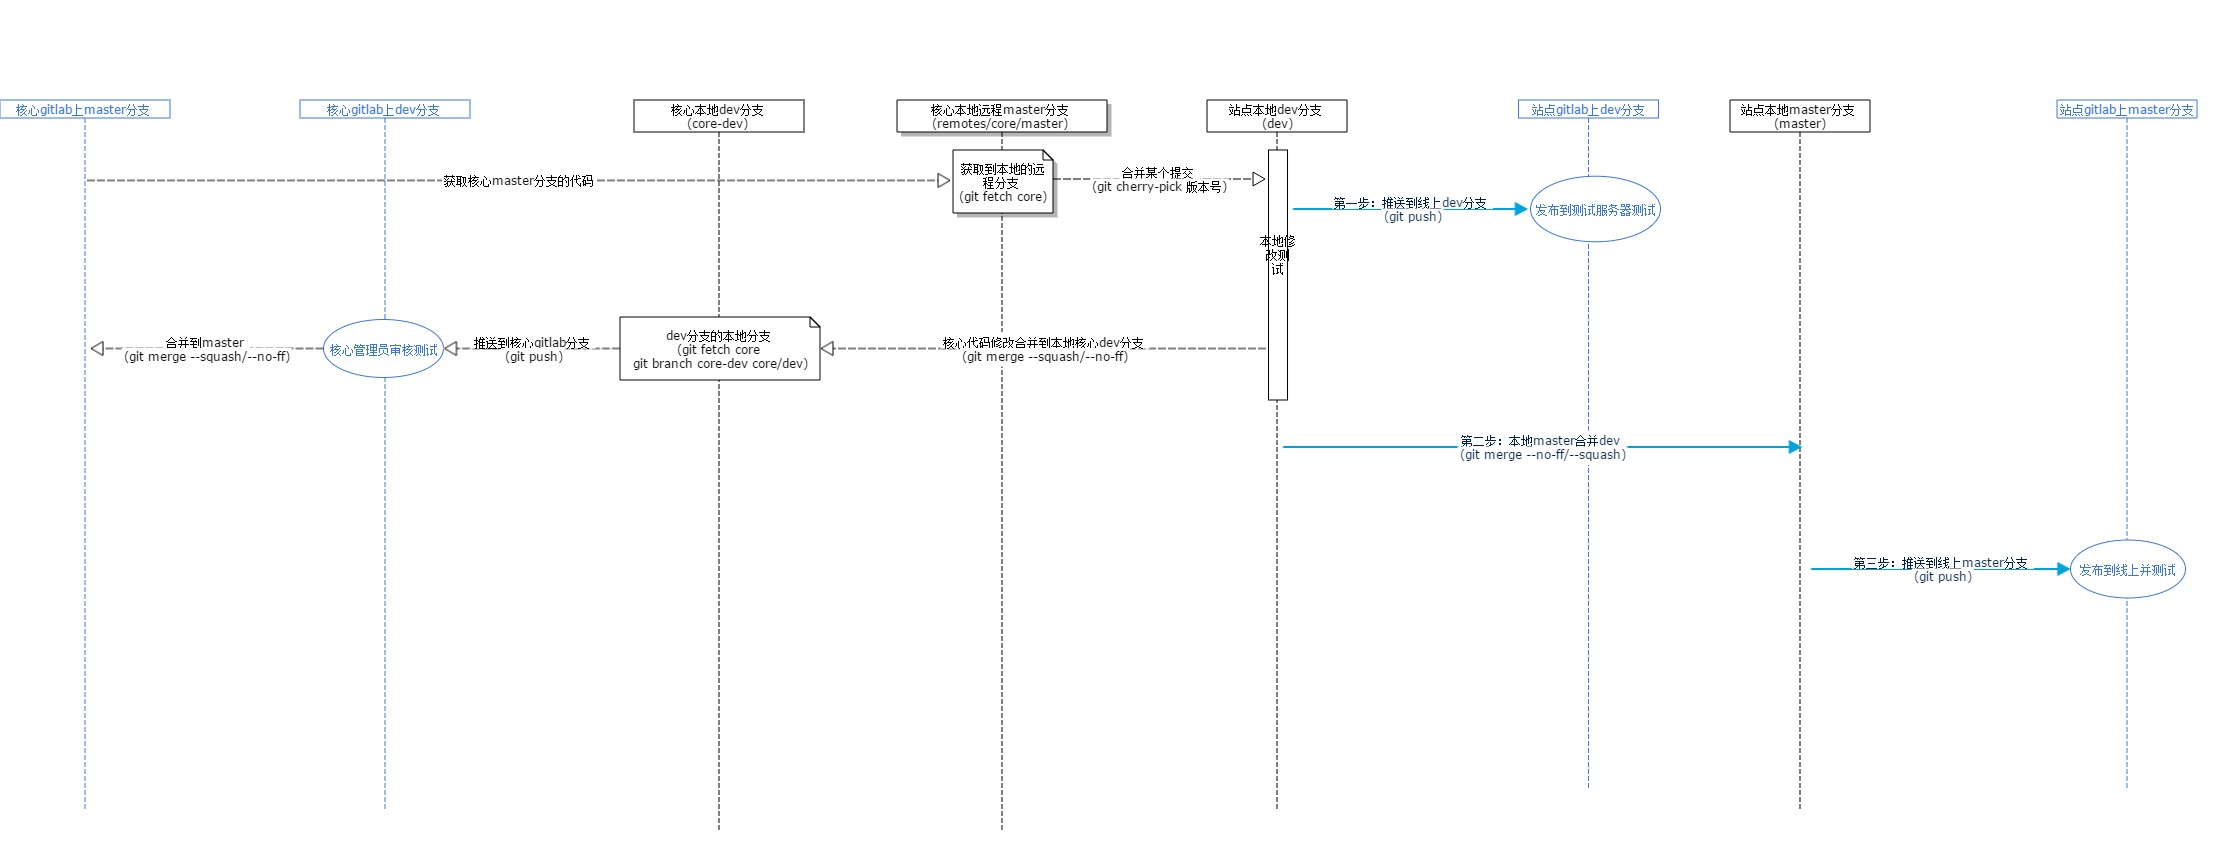 核心gitlab上master分支
核心gitlab上dev分支
核心本地dev分支
(core-dev)
核心本地远程master分支
(remotes/core/master)
站点本地dev分支
(dev)
站点gitlab上dev分支
站点本地master分支
(master)
站点gitlab上master分支
获取核心master分支的代码
获取到本地的远
程分支
(git fetch core)
合并某个提交
(git cherry-pick 版本号)
第一步：推送到线上dev分支
(git push)
发布到测试服务器测试
本地修
改测
试
合并到master
(git merge --squash/--no-ff)
核心管理员审核测试
推送到核心gitlab分支
(git push)
dev分支的本地分支
(git fetch core
git branch core-dev core/dev)
核心代码修改合并到本地核心dev分支
(git merge --squash/--no-ff)
第二步：本地master合并dev
(git merge --no-ff/--squash)
第三步：推送到线上master分支
(git push)
发布到线上并测试